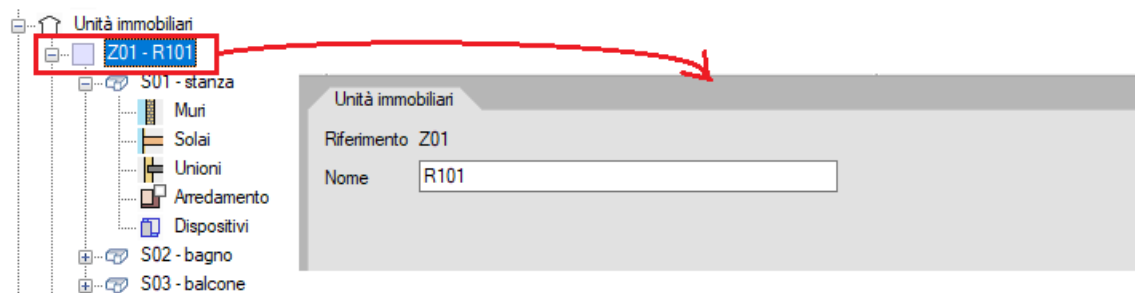 Unità immobiliari
Z01 - R101
S01 - stanza
Muri
Solai
Unioni
Arredamento
Dispositivi
S02 - bagno
S03 - balcone
Unità immobiliari
Riferimento Z01
Nome R101